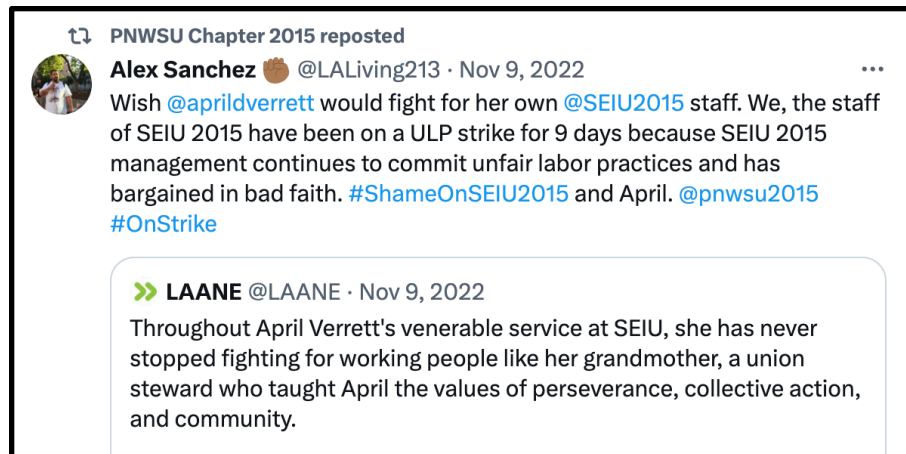 PNWSU Chapter 2015 reposted
Alex Sanchez ✊🏾 @LALiving213 · Nov 9, 2022
Wish @aprildverrett would fight for her own @SEIU2015 staff. We, the staff
of SEIU 2015 have been on a ULP strike for 9 days because SEIU 2015
management continues to commit unfair labor practices and has
bargained in bad faith. #ShameOnSEIU2015 and April. @pnwsu2015
#OnStrike
LAANE @LAANE · Nov 9, 2022
Throughout April Verrett's venerable service at SEIU, she has never
stopped fighting for working people like her grandmother, a union
steward who taught April the values of perseverance, collective action,
and community.